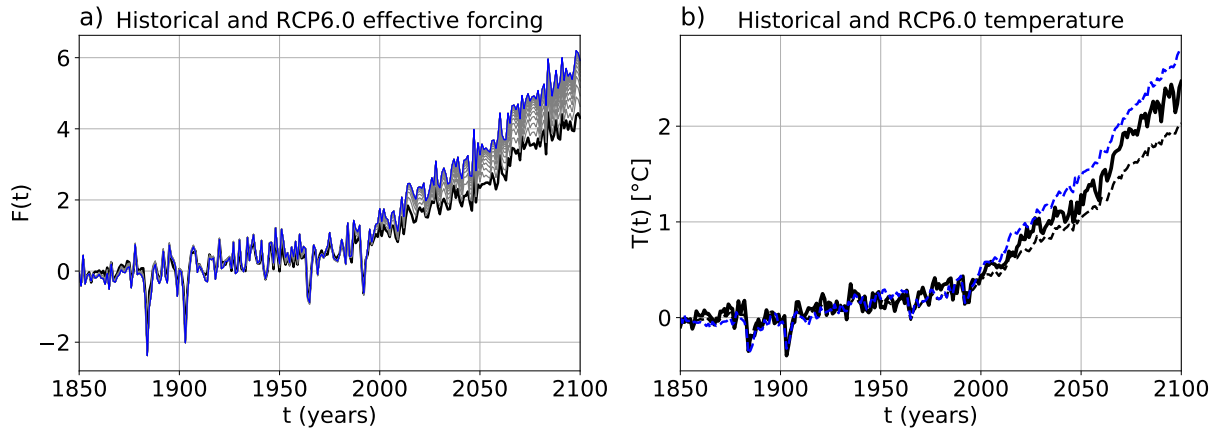 a) Historical and RCP6.0 effective forcing
F(t)
6
4
2
0
−2
1850 1900 1950 2000 2050 2100
t (years)
b) Historical and RCP6.0 temperature
T(t) [°C]
2
1
0
1850 1900 1950 2000 2050 2100
t (years)